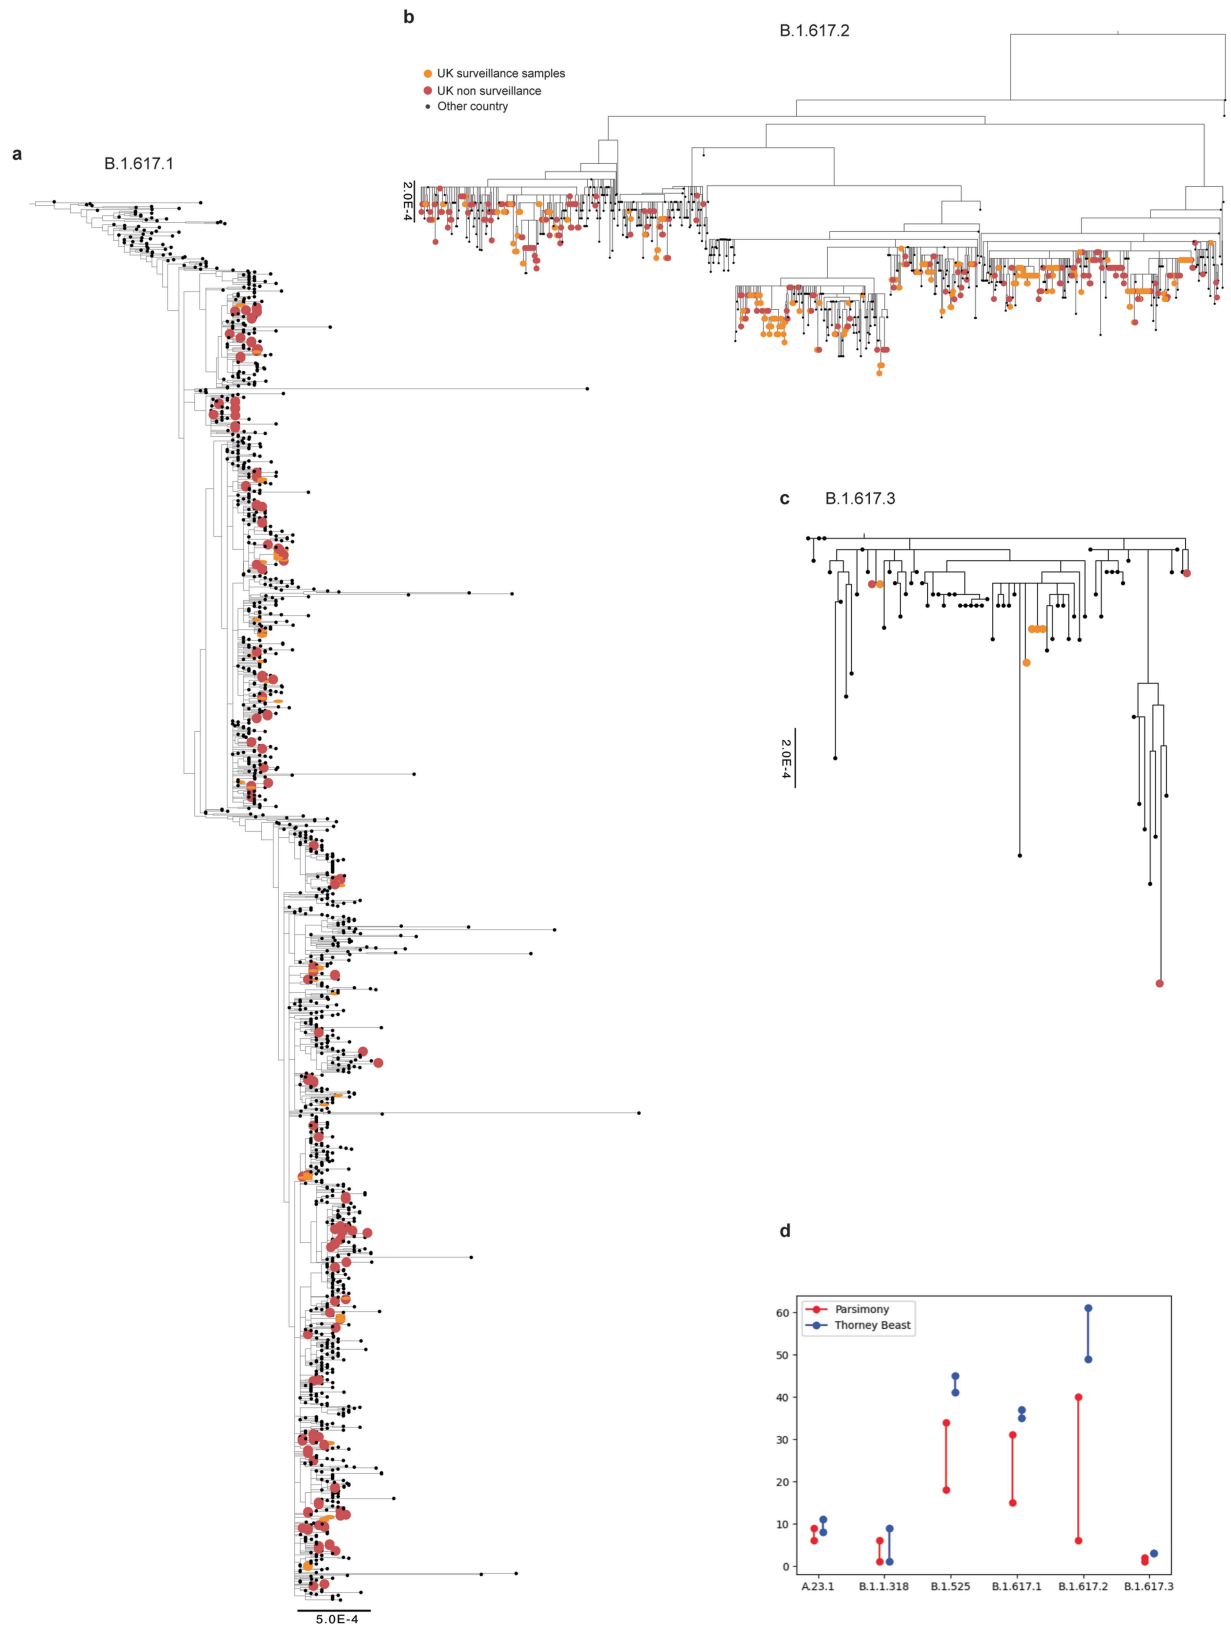 b
B.1.617.2
UK surveillance samples
UK non surveillance
Other country
2.0E-4
a
B.1.617.1
5.0E-4
c
B.1.617.3
2.0E-4
d
Parsimony
Thorney Beast
60
50
40
30
20
10
0
A.23.1 B.1.1.318 B.1.525 B.1.617.1 B.1.617.2 B.1.617.3